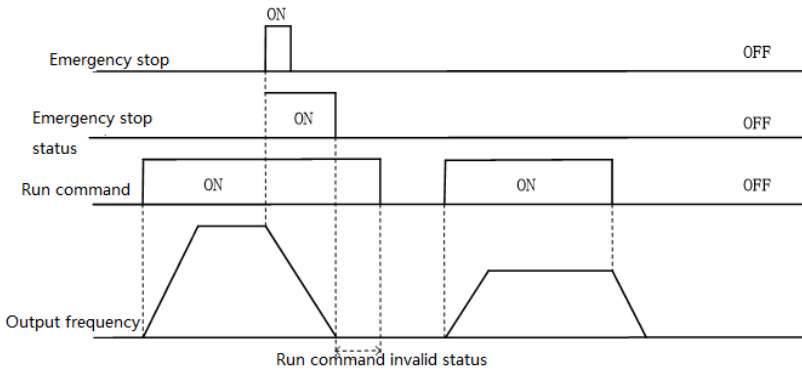 ON
Emergency stop
OFF
Emergency stop
ON
OFF
status
Run command
ON
ON
OFF
Output frequency
Run command invalid status